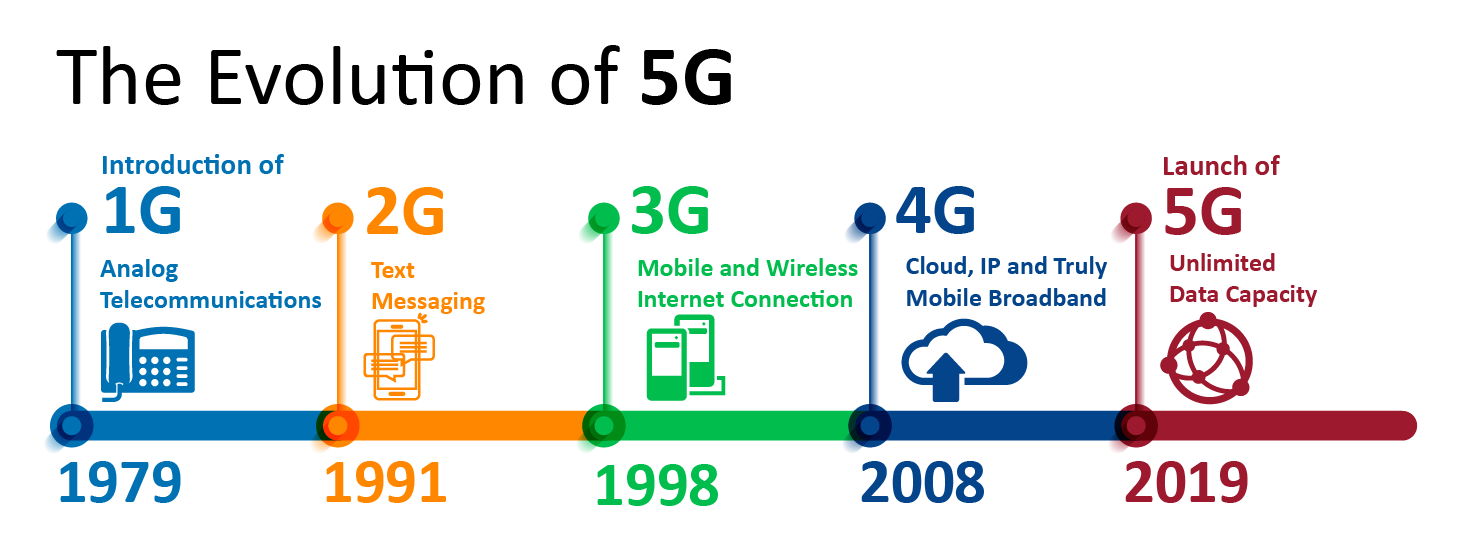 The Evolution of 5G
Introduction of
1G
Analog
Telecommunications
1979
2G
Text
Messaging
1991
3G
Mobile and Wireless
Internet Connection
1998
4G
Cloud, IP and Truly
Mobile Broadband
2008
Launch of
5G
Unlimited
Data Capacity
2019